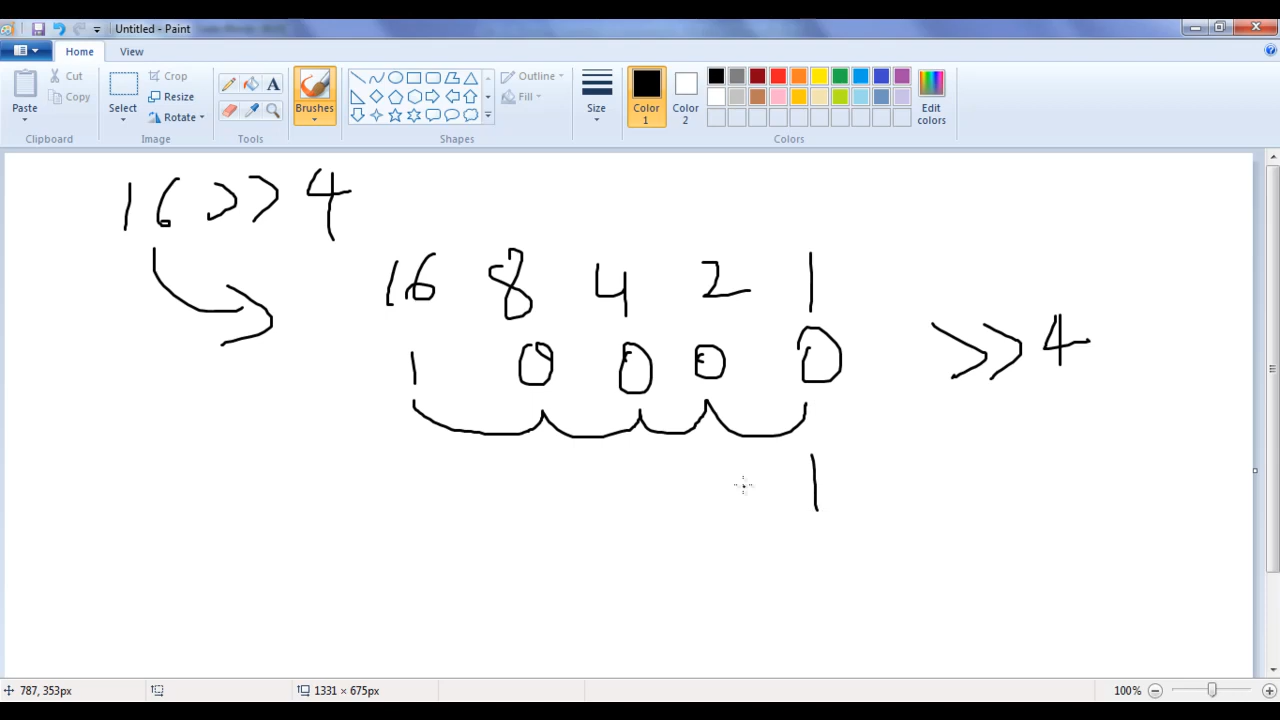 Untitled - Paint
Home View
Cut
Copy
Paste
Clipboard
Crop
Resize
Rotate
Select
Image
Tools
Brushes
Outline
Fill
Shapes
Size
Color 1
Color 2
Edit colors
Colors
16 >> 4
16 8 4 2 1
1 0 0 0 0 >> 4
1
787, 353px
1331 × 675px
100%